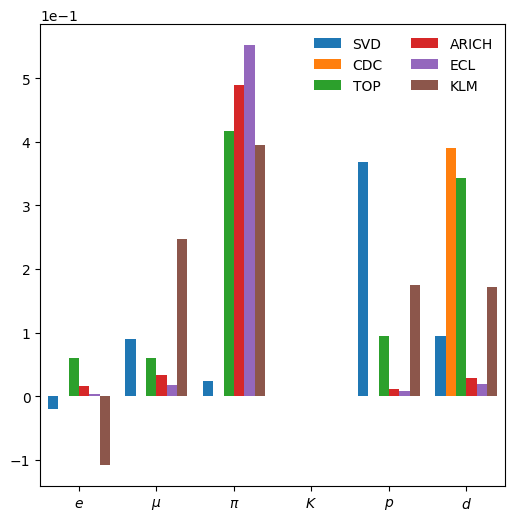 1e−1
SVD ARICH
CDC ECL
TOP KLM
5
4
3
2
1
0
−1
e μ π K p d